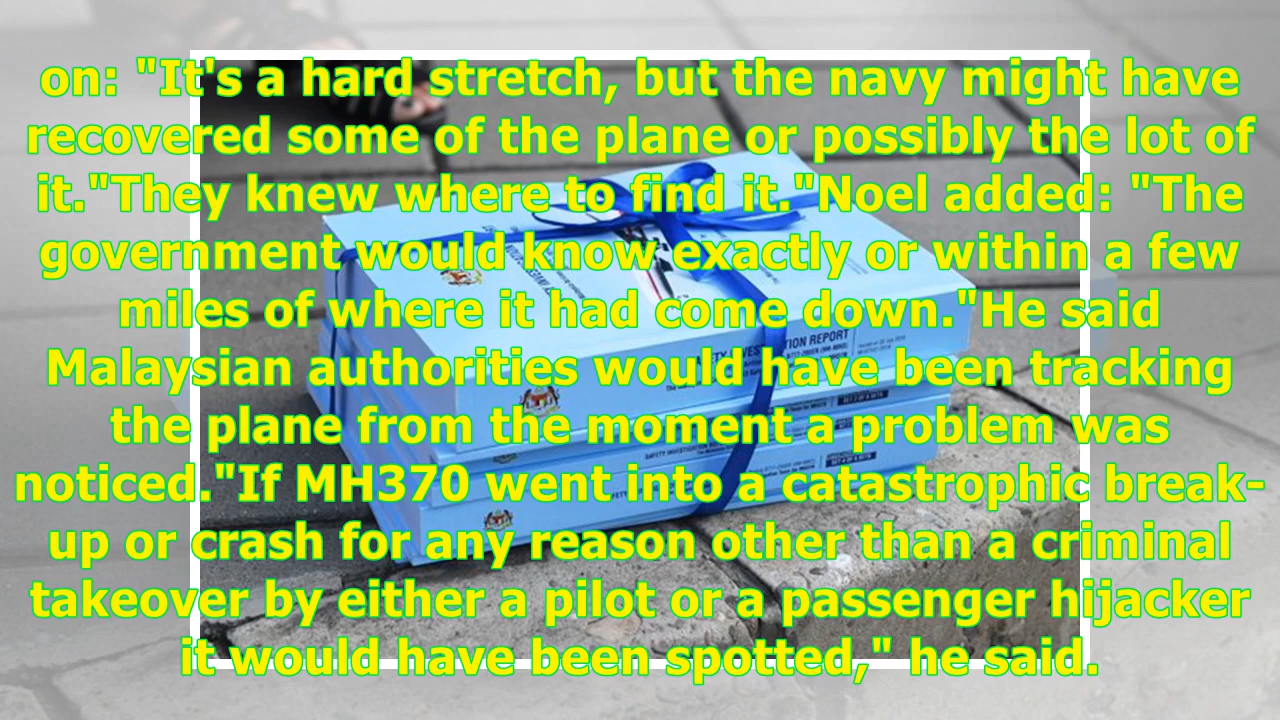 on: "It's a hard stretch, but the navy might have
recovered some of the plane or possibly the lot of
it."They knew where to find it."Noel added: "The
government would know exactly or within a few
miles of where it had come down."He said
Malaysian authorities would have been tracking
the plane from the moment a problem was
noticed."If MH370 went into a catastrophic break-
up or crash for any reason other than a criminal
takeover by either a pilot or a passenger hijacker
it would have been spotted," he said.